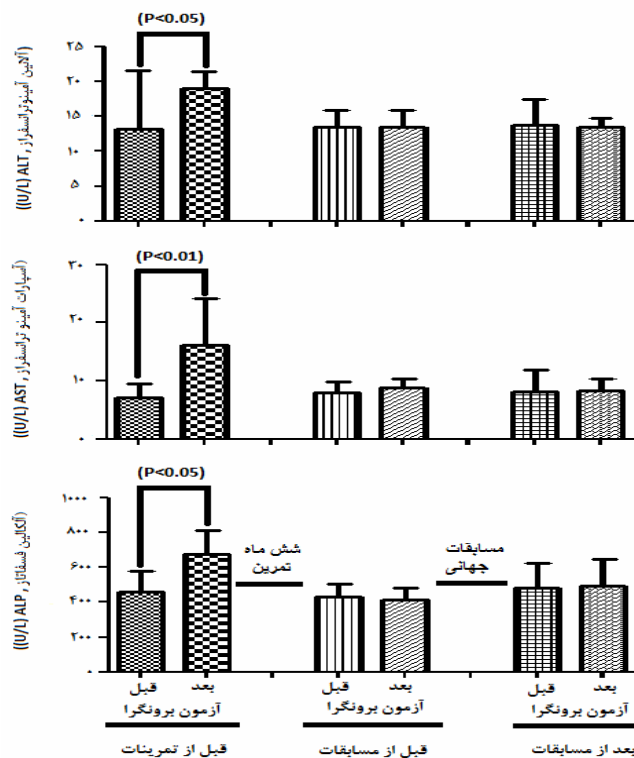 (P<0.05)
۲۵
۲۰
۱۵
۱۰
۵
۰
((U/L) ALT ,آلانین آمینوترانسفراز)
(P<0.01)
۳۰
۲۰
۱۰
۰
((U/L) AST ,آسپارات آمینو ترانسفراز)
(P<0.05)
۱۰۰۰
۸۰۰
۶۰۰
۴۰۰
۲۰۰
۰
((U/L) ALP ,آلکالین فسفاتاز)
شش ماه
تمرین
مسابقات
جهانی
قبل بعد
آزمون برونگرا
قبل از تمرینات
قبل بعد
آزمون برونگرا
قبل از مسابقات
قبل بعد
آزمون برونگرا
بعد از مسابقات